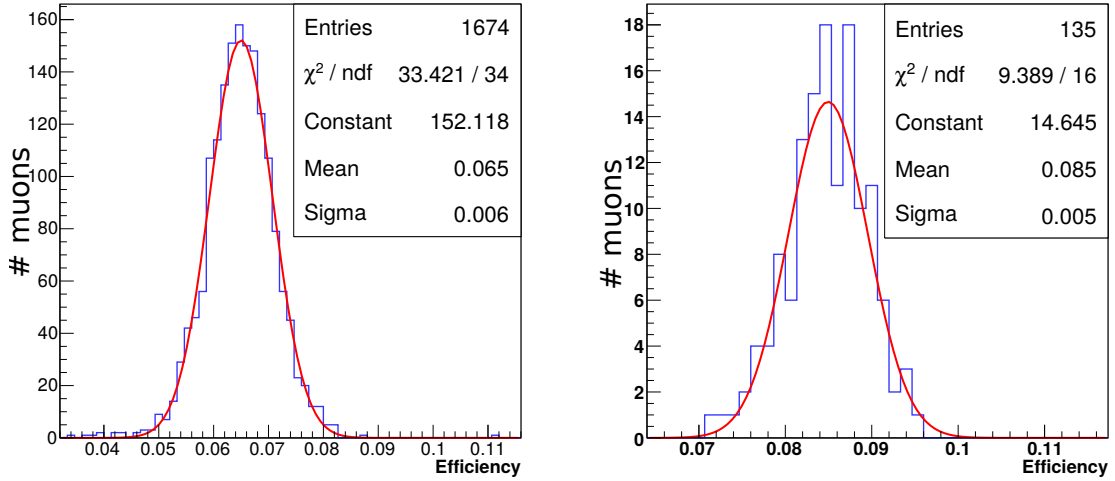 Entries 1674
χ² / ndf 33.421 / 34
Constant 152.118
Mean 0.065
Sigma 0.006
# muons
160
140
120
100
80
60
40
20
0
0.04 0.05 0.06 0.07 0.08 0.09 0.1 0.11
Efficiency
Entries 135
χ² / ndf 9.389 / 16
Constant 14.645
Mean 0.085
Sigma 0.005
# muons
18
16
14
12
10
8
6
4
2
0
0.07 0.08 0.09 0.1 0.11
Efficiency